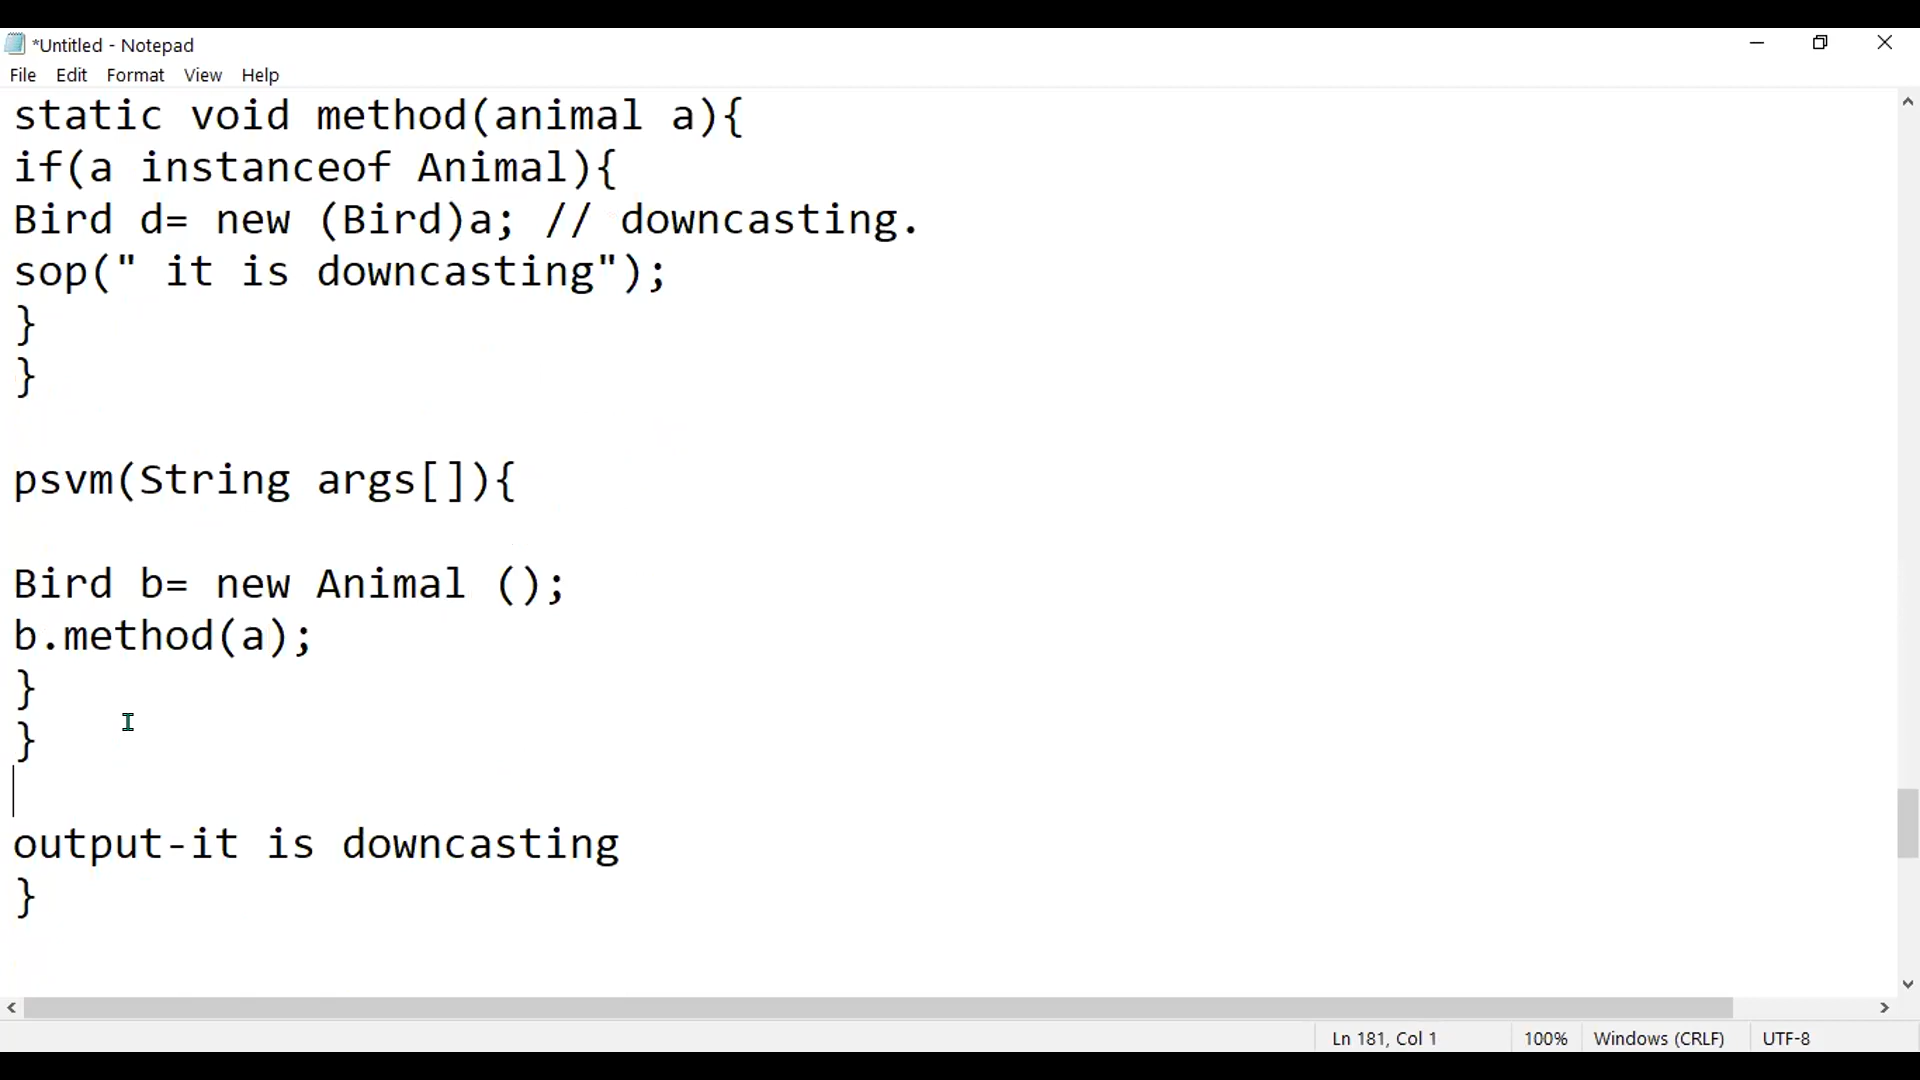 *Untitled - Notepad
File Edit Format View Help
static void method(animal a){
if(a instanceof Animal){
Bird d= new (Bird)a; // downcasting.
sop(" it is downcasting");
}
}
psvm(String args[]){
Bird b= new Animal ();
b.method(a);
}
}
output-it is downcasting
}
Ln 181, Col 1 100% Windows (CRLF) UTF-8